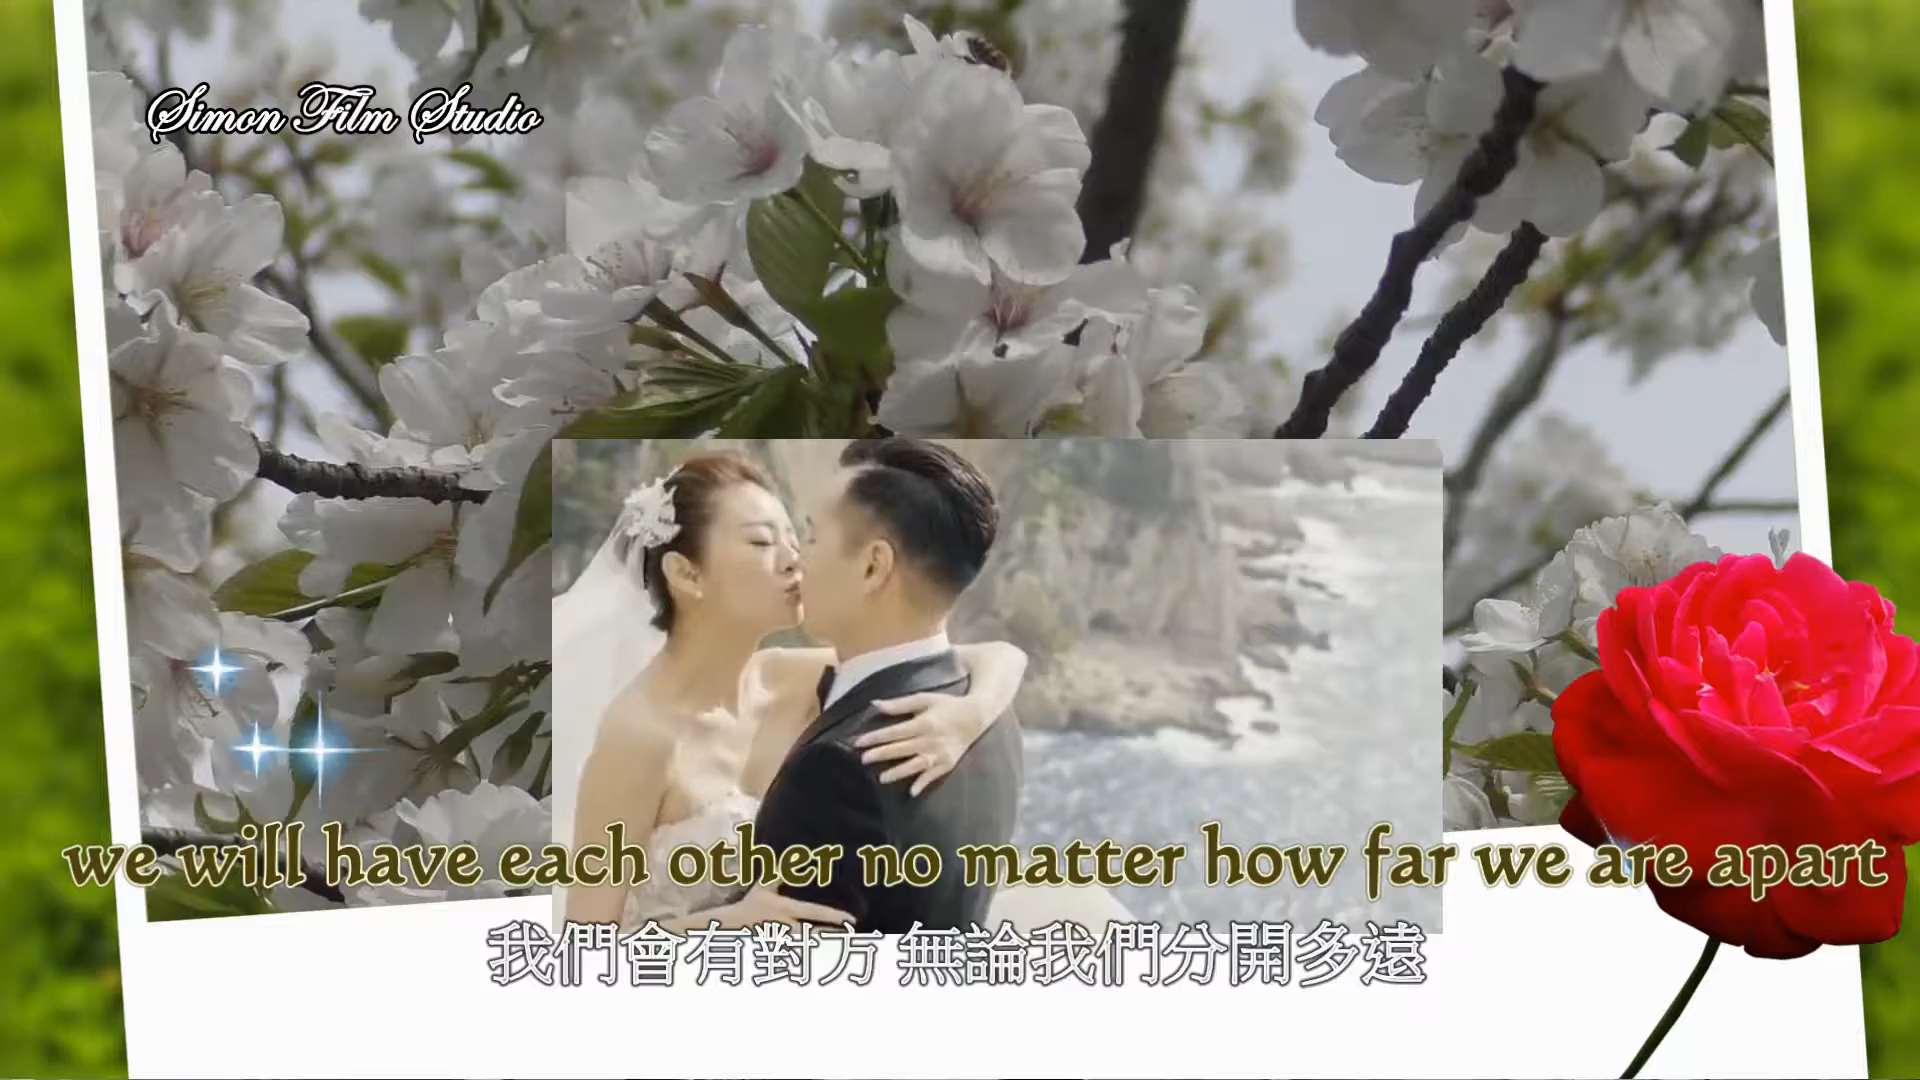 Simon Film Studio
we will have each other no matter how far we are apart
我們會有對方 無論我們分開多遠